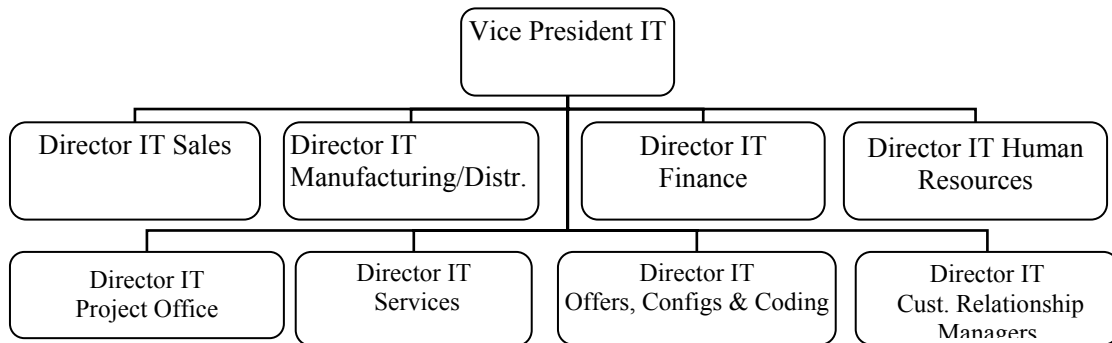 Vice President IT
Director IT Sales
Director IT
Manufacturing/Distr.
Director IT
Finance
Director IT Human
Resources
Director IT
Project Office
Director IT
Services
Director IT
Offers, Configs & Coding
Director IT
Cust. Relationship
Managers